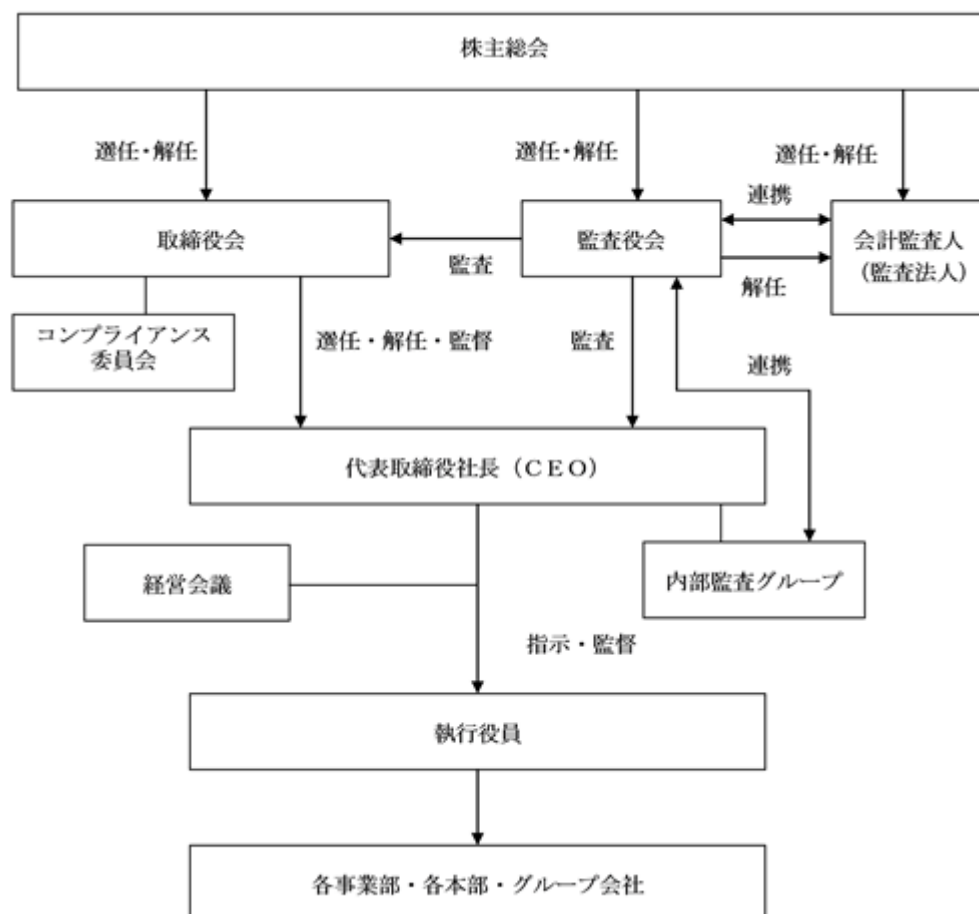 株主総会
選任・解任
選任・解任
選任・解任
取締役会
監査
監査役会
連携
解任
会計監査人
（監査法人）
コンプライアンス
委員会
選任・解任・監督
監査
連携
代表取締役社長（ＣＥＯ）
経営会議
内部監査グループ
指示・監督
執行役員
各事業部・各本部・グループ会社